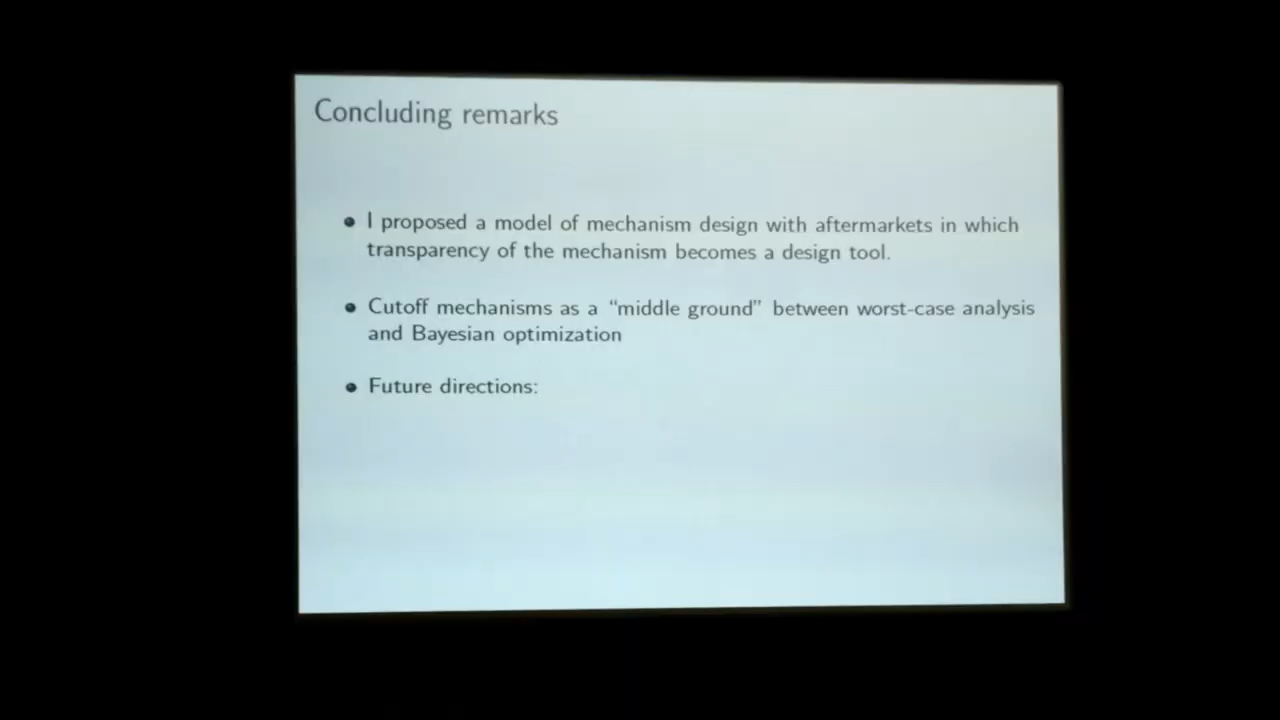 Concluding remarks
I proposed a model of mechanism design with aftermarkets in which
transparency of the mechanism becomes a design tool.
Cutoff mechanisms as a “middle ground” between worst-case analysis
and Bayesian optimization
Future directions: